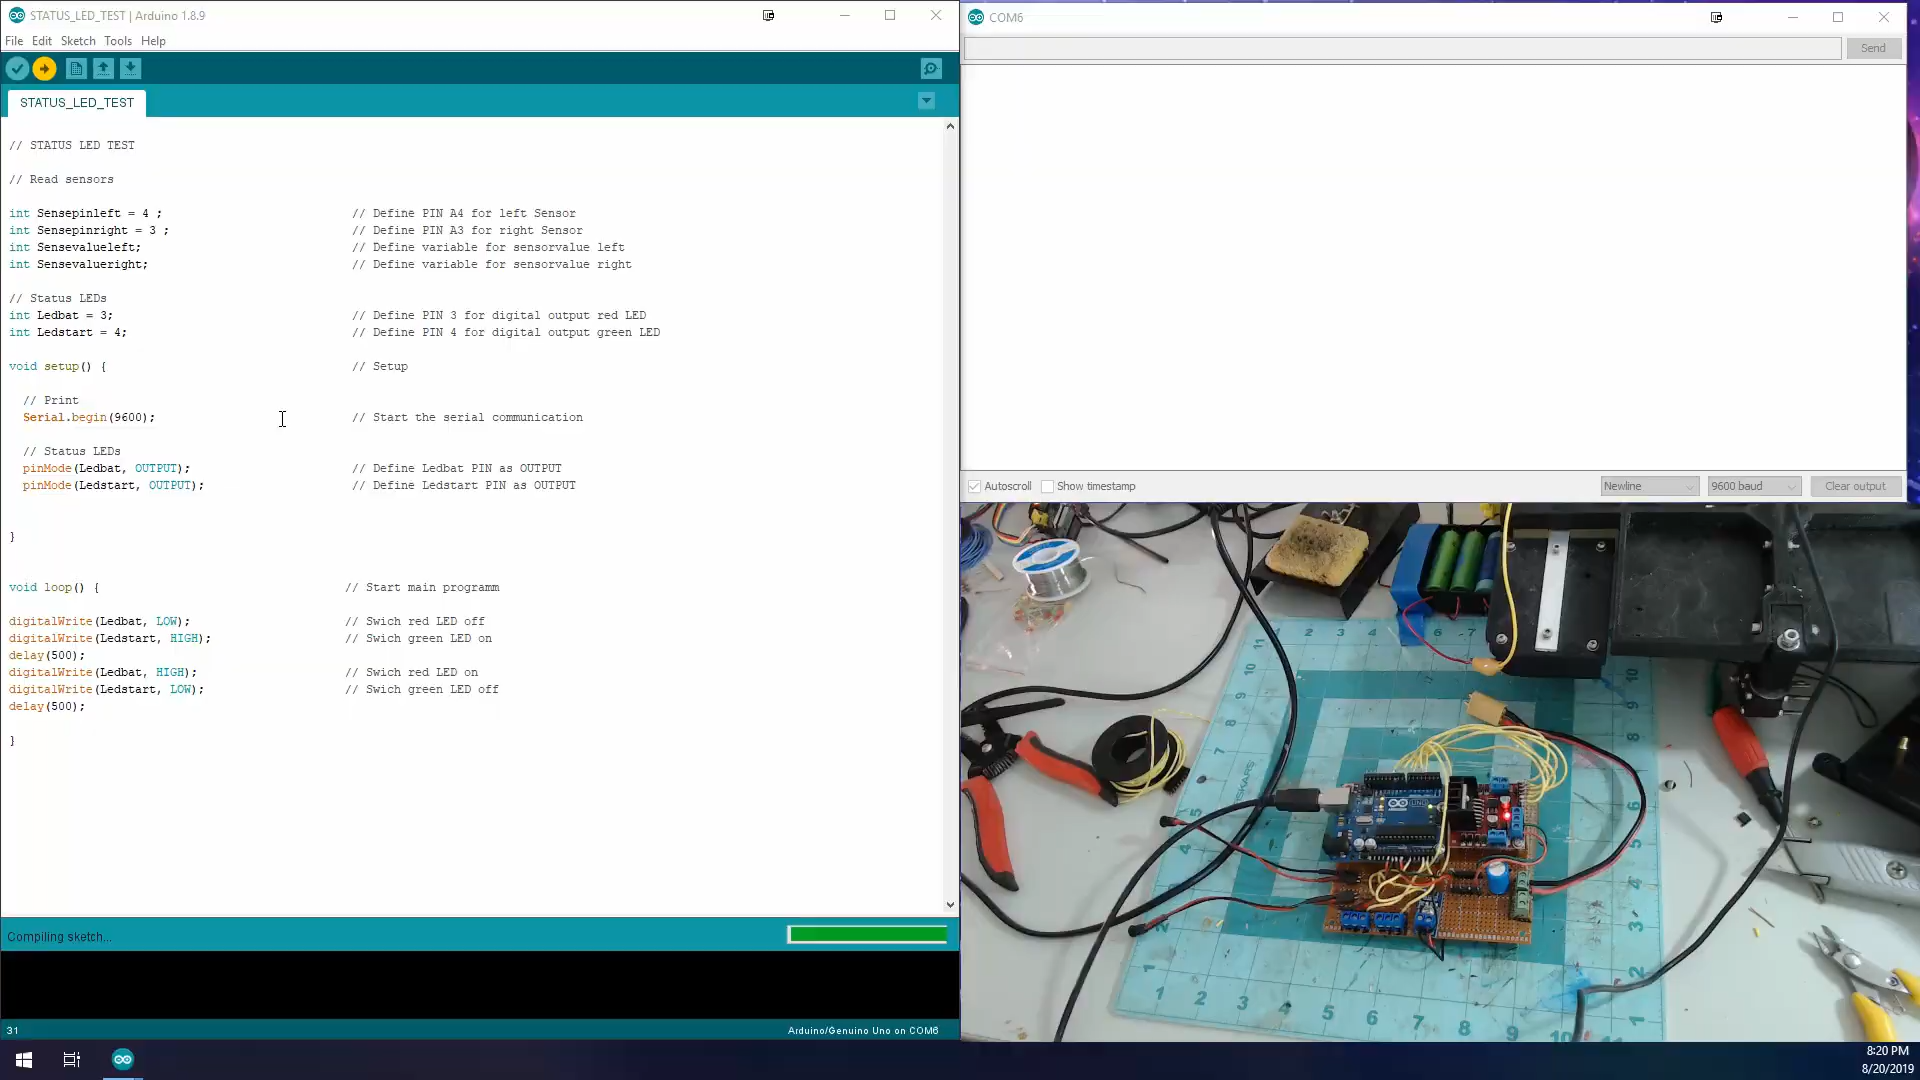 STATUS_LED_TEST | Arduino 1.8.9
File Edit Sketch Tools Help
STATUS_LED_TEST
// STATUS LED TEST
// Read sensors
int Sensepinleft = 4 ; // Define PIN A4 for left Sensor
int Sensepinright = 3 ; // Define PIN A3 for right Sensor
int Sensevalueleft; // Define variable for sensorvalue left
int Sensevalueright; // Define variable for sensorvalue right
// Status LEDs
int Ledbat = 3; // Define PIN 3 for digital output red LED
int Ledstart = 4; // Define PIN 4 for digital output green LED
void setup() { // Setup
// Print
Serial.begin(9600); // Start the serial communication
// Status LEDs
pinMode(Ledbat, OUTPUT); // Define Ledbat PIN as OUTPUT
pinMode(Ledstart, OUTPUT); // Define Ledstart PIN as OUTPUT
}
void loop() { // Start main programm
digitalWrite(Ledbat, LOW); // Swich red LED off
digitalWrite(Ledstart, HIGH); // Swich green LED on
delay(500);
digitalWrite(Ledbat, HIGH); // Swich red LED on
digitalWrite(Ledstart, LOW); // Swich green LED off
delay(500);
}
Compiling sketch...
31 Arduino/Genuino Uno on COM6
COM6
Send
Autoscroll Show timestamp Newline 9600 baud Clear output
8:20 PM
8/20/2019